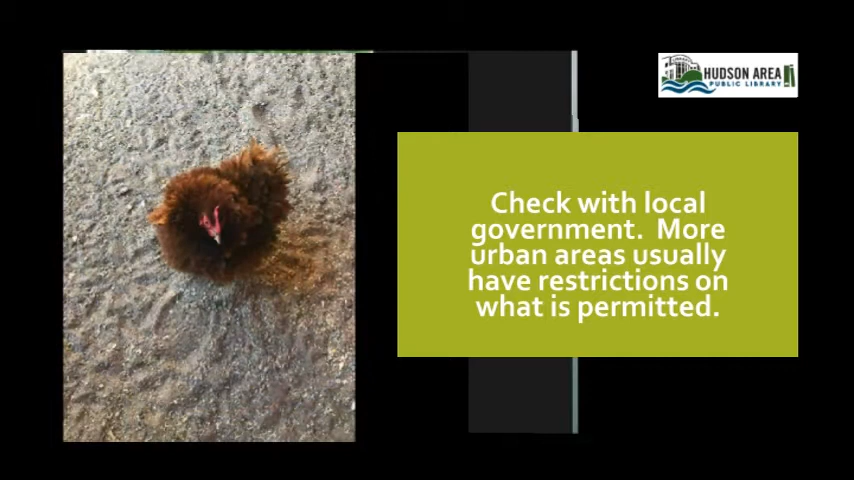 HUDSON AREA
PUBLIC LIBRARY
Check with local
government.  More
urban areas usually
have restrictions on
what is permitted.